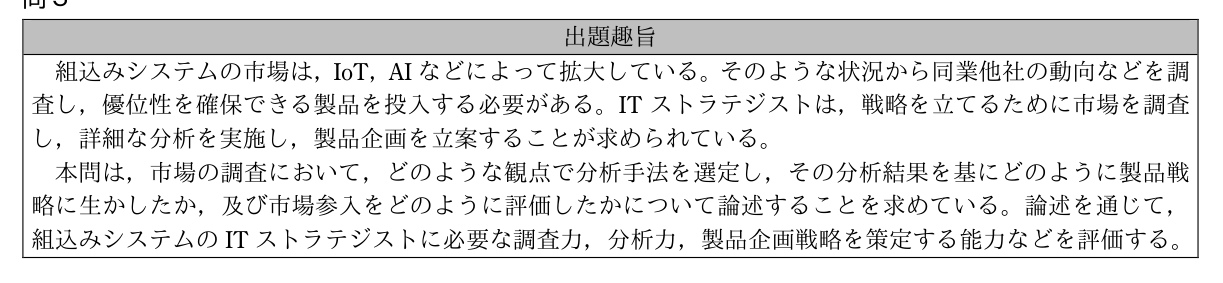 問3
出題趣旨
組込みシステムの市場は，IoT，AI などによって拡大している。そのような状況から同業他社の動向などを調
査し，優位性を確保できる製品を投入する必要がある。IT ストラテジストは，戦略を立てるために市場を調査
し，詳細な分析を実施し，製品企画を立案することが求められている。
本問は，市場の調査において，どのような観点で分析手法を選定し，その分析結果を基にどのように製品戦
略に生かしたか，及び市場参入をどのように評価したかについて論述することを求めている。論述を通じて，
組込みシステムの IT ストラテジストに必要な調査力，分析力，製品企画戦略を策定する能力などを評価する。